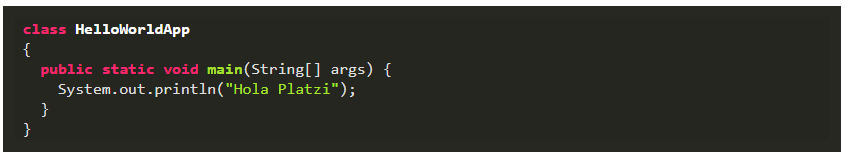 class HelloWorldApp
{
  public static void main(String[] args) {
    System.out.println("Hola Platzi");
  }
}